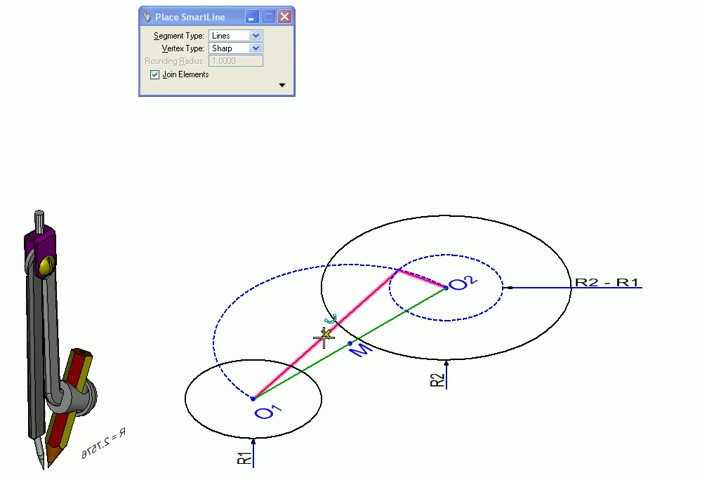 Place SmartLine
Segment Type: Lines
Vertex Type: Sharp
Rounding Radius: 1.0000
Join Elements
O2
R2 - R1
M
R2
O1
R1
R = 2.7576